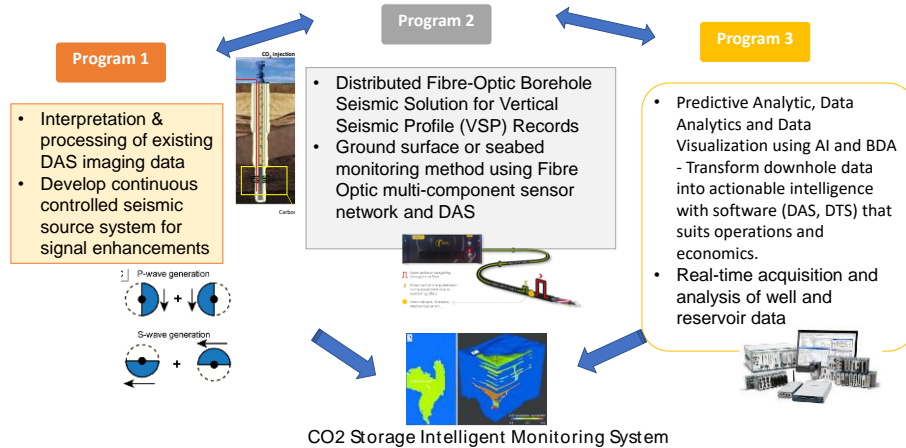 Program 1
Program 2
Program 3
CO2 injection
• Interpretation &
processing of existing
DAS imaging data
• Develop continuous
controlled seismic
source system for
signal enhancements
Carbon
• Distributed Fibre-Optic Borehole
Seismic Solution for Vertical
Seismic Profile (VSP) Records
• Ground surface or seabed
monitoring method using Fibre
Optic multi-component sensor
network and DAS
• Predictive Analytic, Data
Analytics and Data
Visualization using AI and BDA
- Transform downhole data
into actionable intelligence
with software (DAS, DTS) that
suits operations and
economics.
• Real-time acquisition and
analysis of well and
reservoir data
P-wave generation
+
S-wave generation
+
CO2 Storage Intelligent Monitoring System